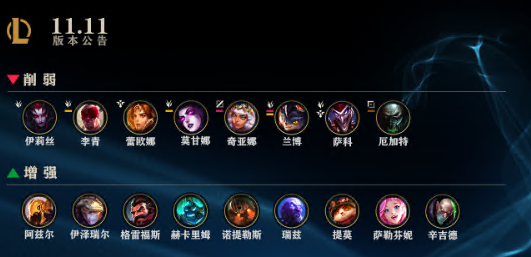 11.11
版本公告
削弱
伊莉丝 李青 蕾欧娜 莫甘娜 奇亚娜 兰博 萨科 厄加特
增强
阿兹尔 伊泽瑞尔 格雷福斯 赫卡里姆 诺提勒斯 瑞兹 提莫 萨勒芬妮 辛吉德